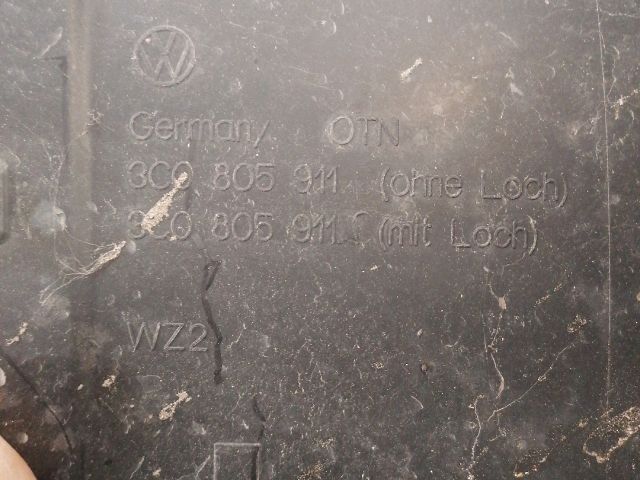 Germany OTN
3C0 805 911 (ohne Loch)
3C0 805 911 C (mit Loch)
WZ2